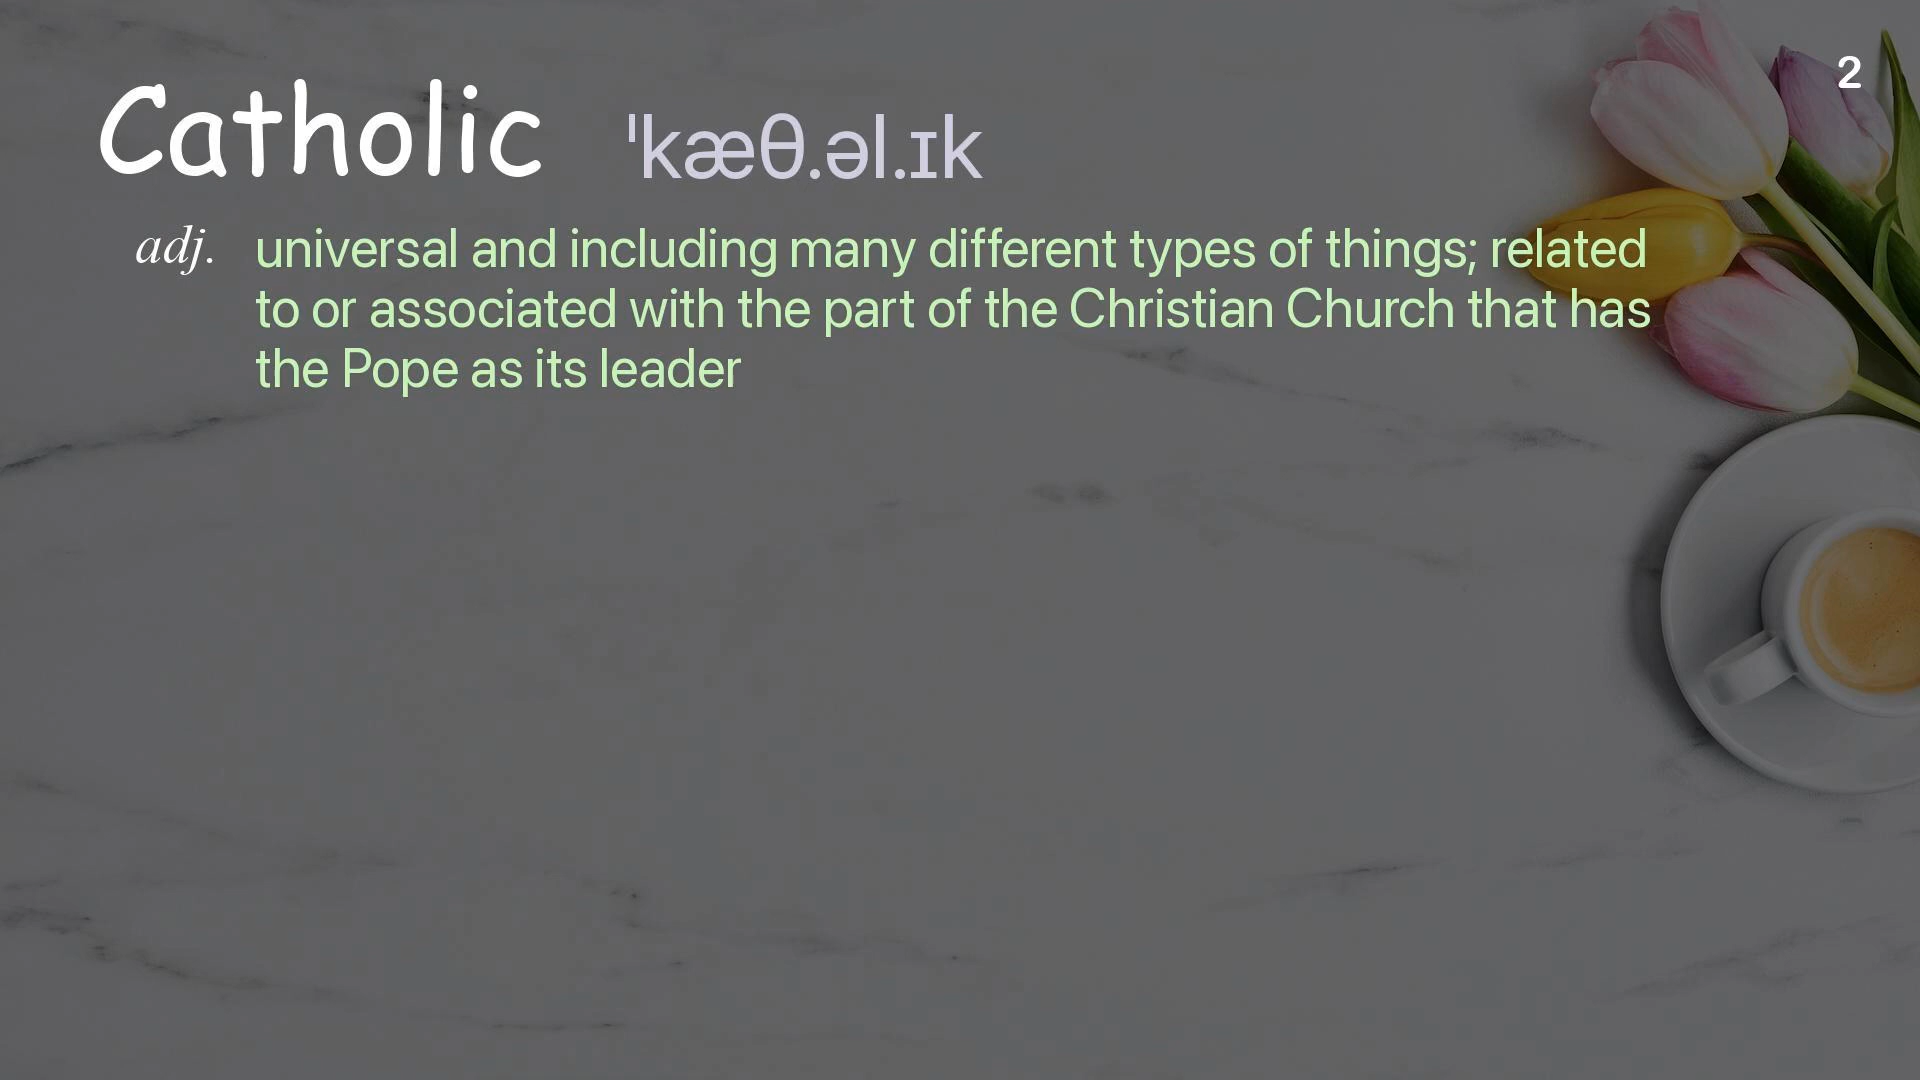 2
Catholic ˈkæθ.əl.ɪk
adj. universal and including many different types of things; related
to or associated with the part of the Christian Church that has
the Pope as its leader